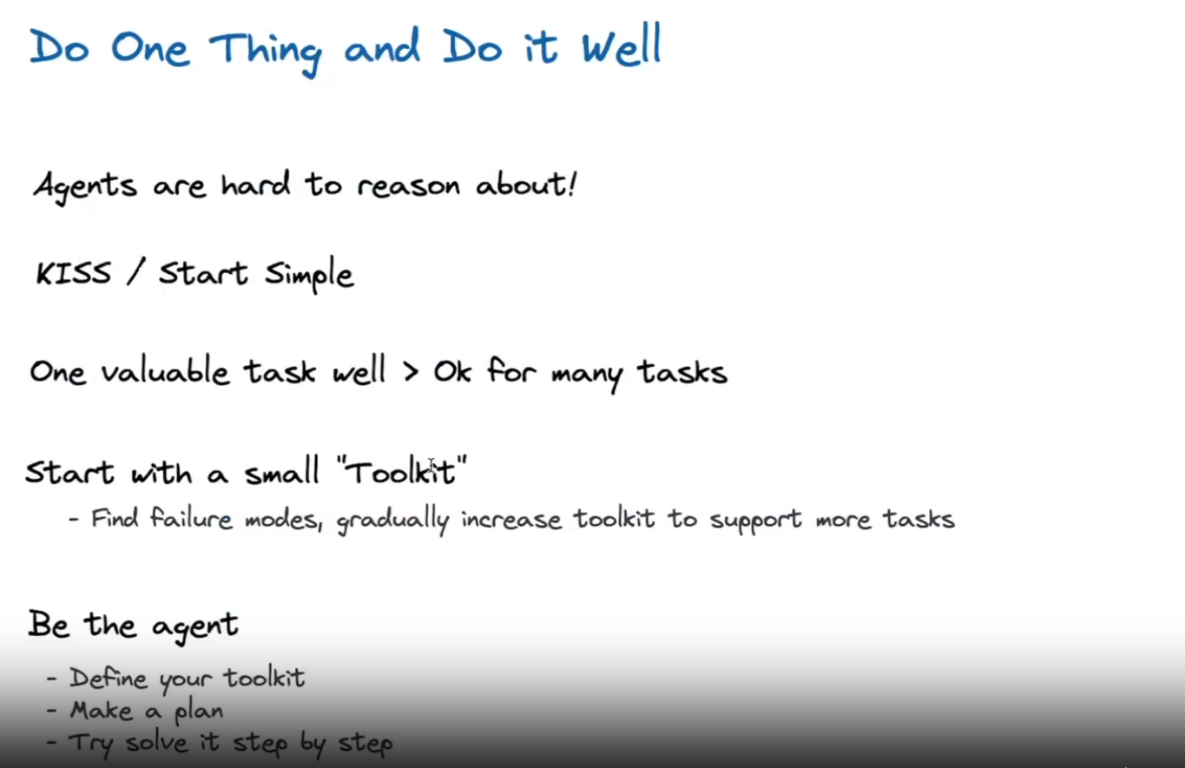 Do One Thing and Do it Well
Agents are hard to reason about!
KISS / Start Simple
One valuable task well > Ok for many tasks
Start with a small "Toolkit"
- Find failure modes, gradually increase toolkit to support more tasks
Be the agent
- Define your toolkit
- Make a plan
- Try solve it step by step